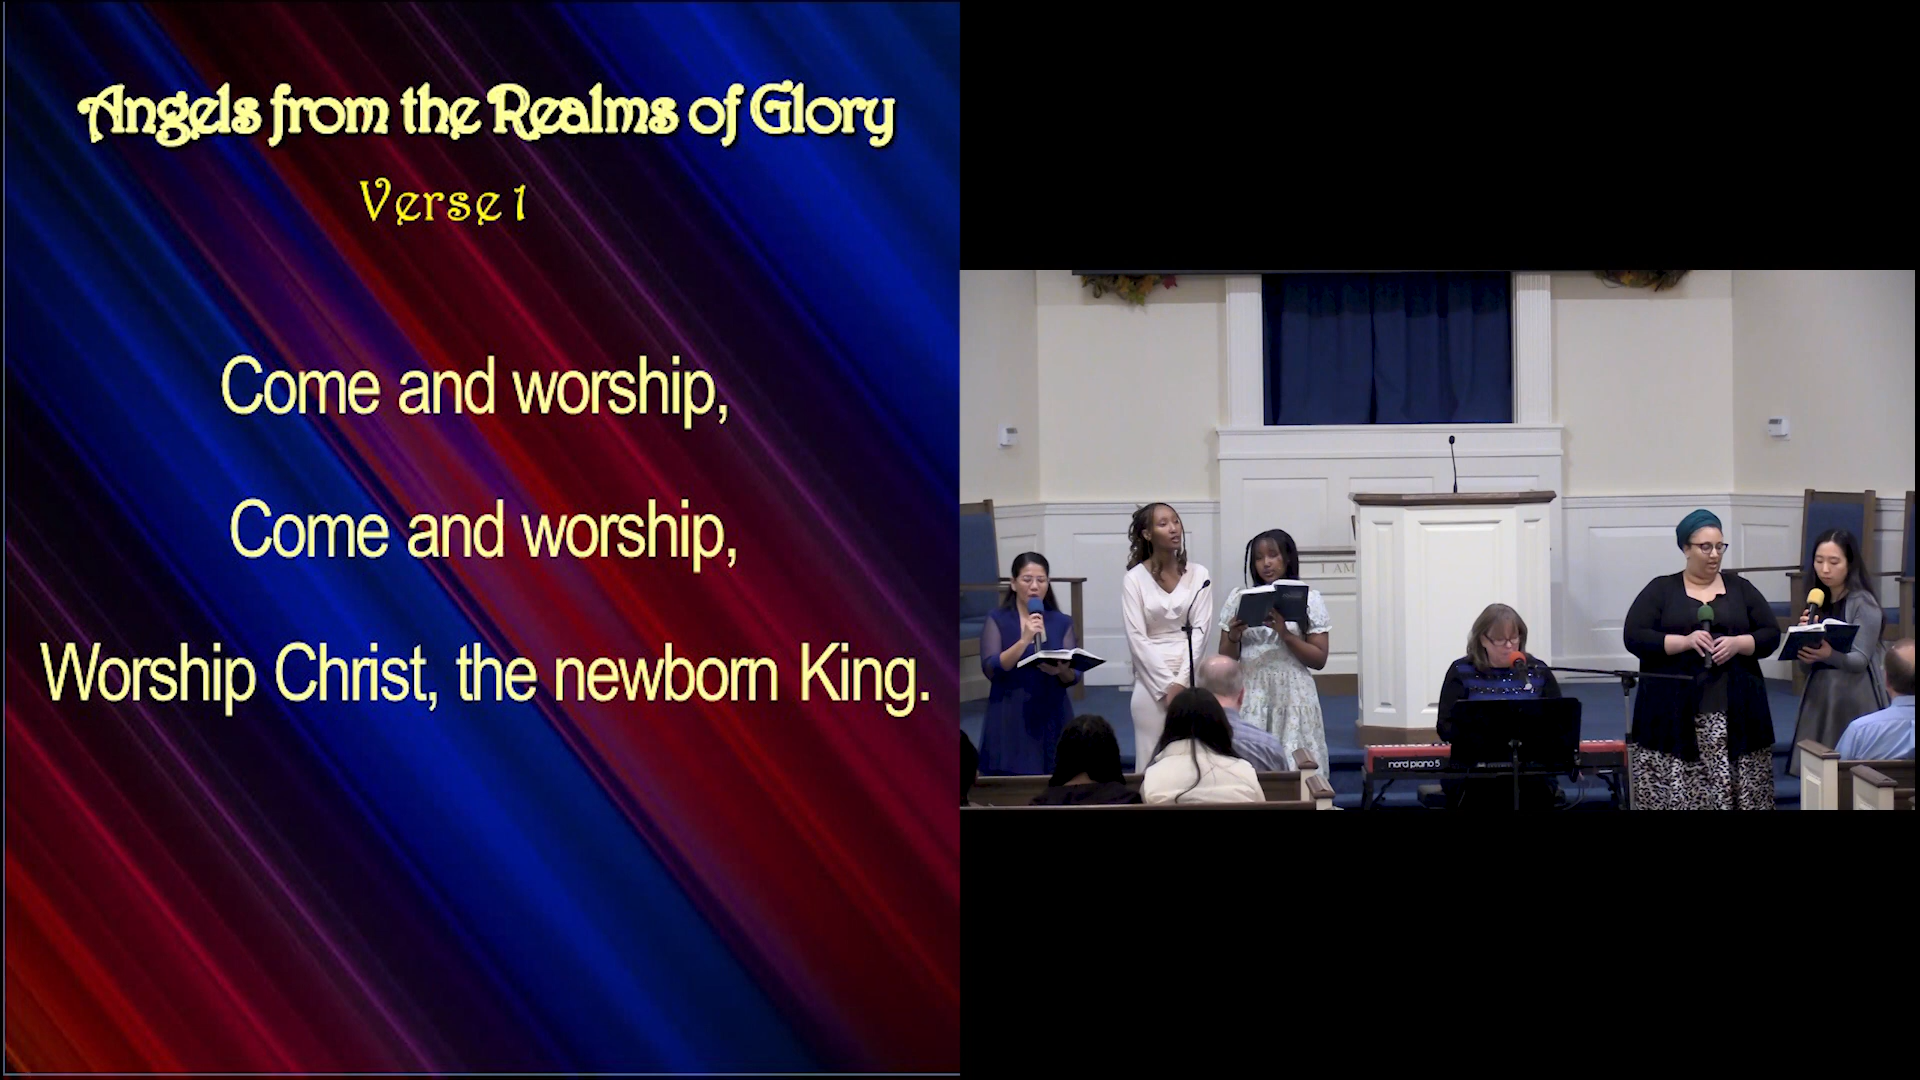 Angels from the Realms of Glory
Verse 1
Come and worship,
Come and worship,
Worship Christ, the newborn King.
I AM
nord piano 5